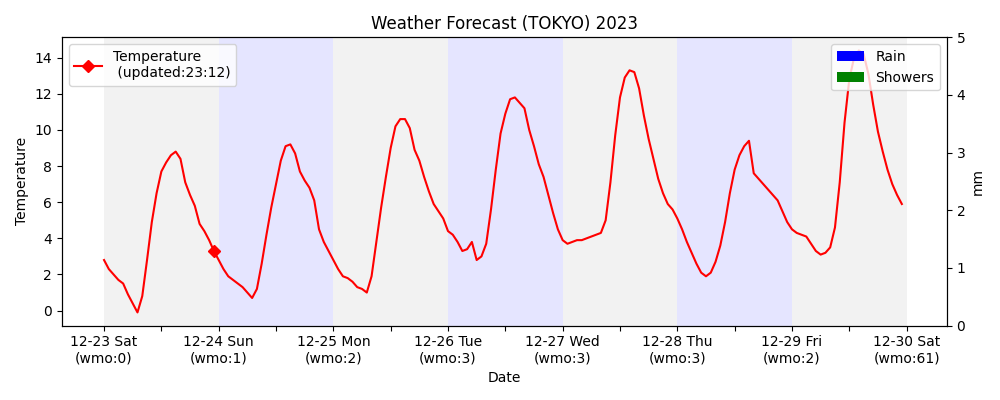 Weather Forecast (TOKYO) 2023
Temperature
(updated:23:12)
Rain
Showers
14
12
10
8
6
4
2
0
Temperature
5
4
3
2
1
0
mm
12-23 Sat
(wmo:0)
12-24 Sun
(wmo:1)
12-25 Mon
(wmo:2)
12-26 Tue
(wmo:3)
12-27 Wed
(wmo:3)
12-28 Thu
(wmo:3)
12-29 Fri
(wmo:2)
12-30 Sat
(wmo:61)
Date